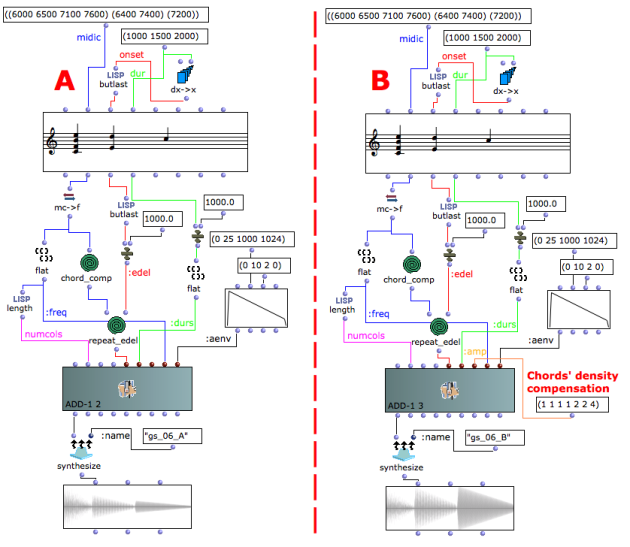 ((6000 6500 7100 7600) (6400 7400) (7200))
midic
(1000 1500 2000)
onset
A
LISP
butlast
dur
dx->x
mc->f
LISP
butlast
1000.0
1000.0
(0 25 1000 1024)
(0 10 2 0)
flat
chord_comp
:edel
flat
LISP
length
:freq
numcols
repeat_edel
:durs
:aenv
ADD-1 2
:name
"gs_06_A"
synthesize
((6000 6500 7100 7600) (6400 7400) (7200))
midic
(1000 1500 2000)
onset
B
LISP
butlast
dur
dx->x
mc->f
LISP
butlast
1000.0
1000.0
(0 25 1000 1024)
(0 10 2 0)
flat
chord_comp
:edel
flat
LISP
length
:freq
numcols
repeat_edel
:durs
:amp
:aenv
Chords' density
compensation
(1 1 1 1 2 2 4)
ADD-1 3
:name
"gs_06_B"
synthesize